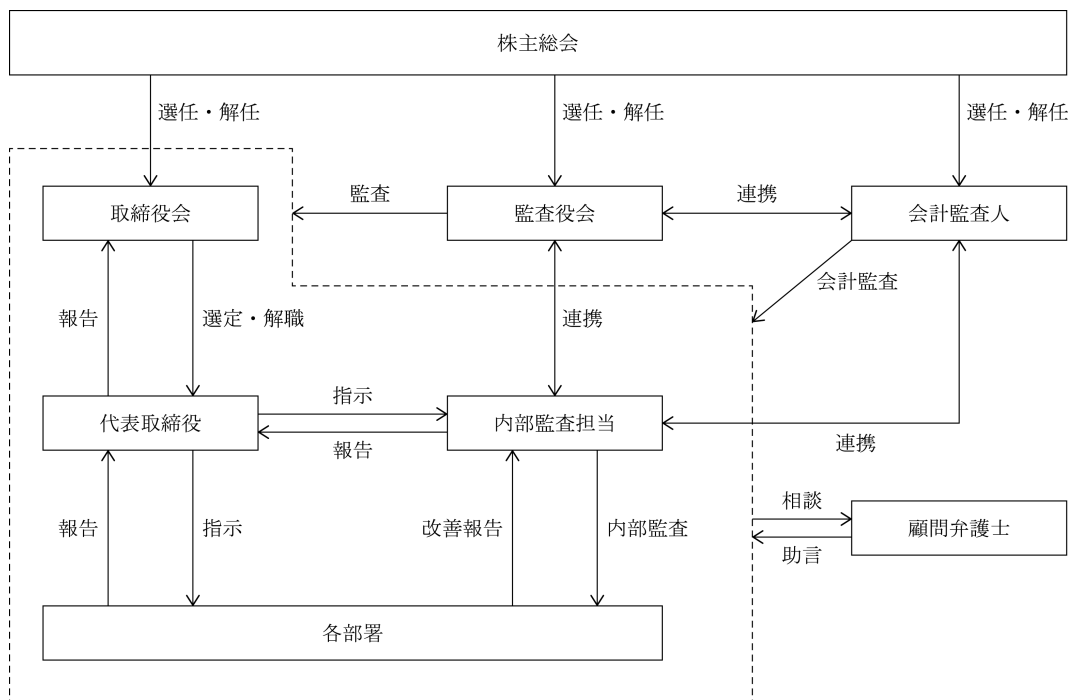 株主総会
選任・解任
選任・解任
選任・解任
取締役会
監査
監査役会
連携
会計監査人
会計監査
報告
選定・解職
連携
代表取締役
指示
報告
内部監査担当
連携
報告
指示
改善報告
内部監査
相談
助言
顧問弁護士
各部署